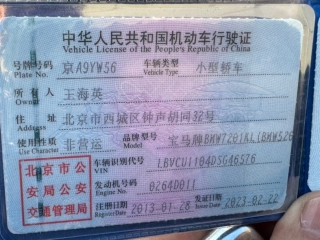 中华人民共和国机动车行驶证
Vehicle License of the People's Republic of China
号牌号码 京A9YW56 车辆类型 小型轿车
Plate No. Vehicle Type
所有人 王海英
Owner
住址 北京市西城区钟声胡同32号
Address
使用性质 非营运 品牌型号 宝马牌BMW7201KL(BMW526
Use Character Model
北京市公 车辆识别代号 LBVCU1104DSG46576
安局公安 VIN
交通管理局 发动机号码 0264D011
Engine No.
注册日期 2013-01-28 发证日期 2023-02-22
Register Date Issue Date